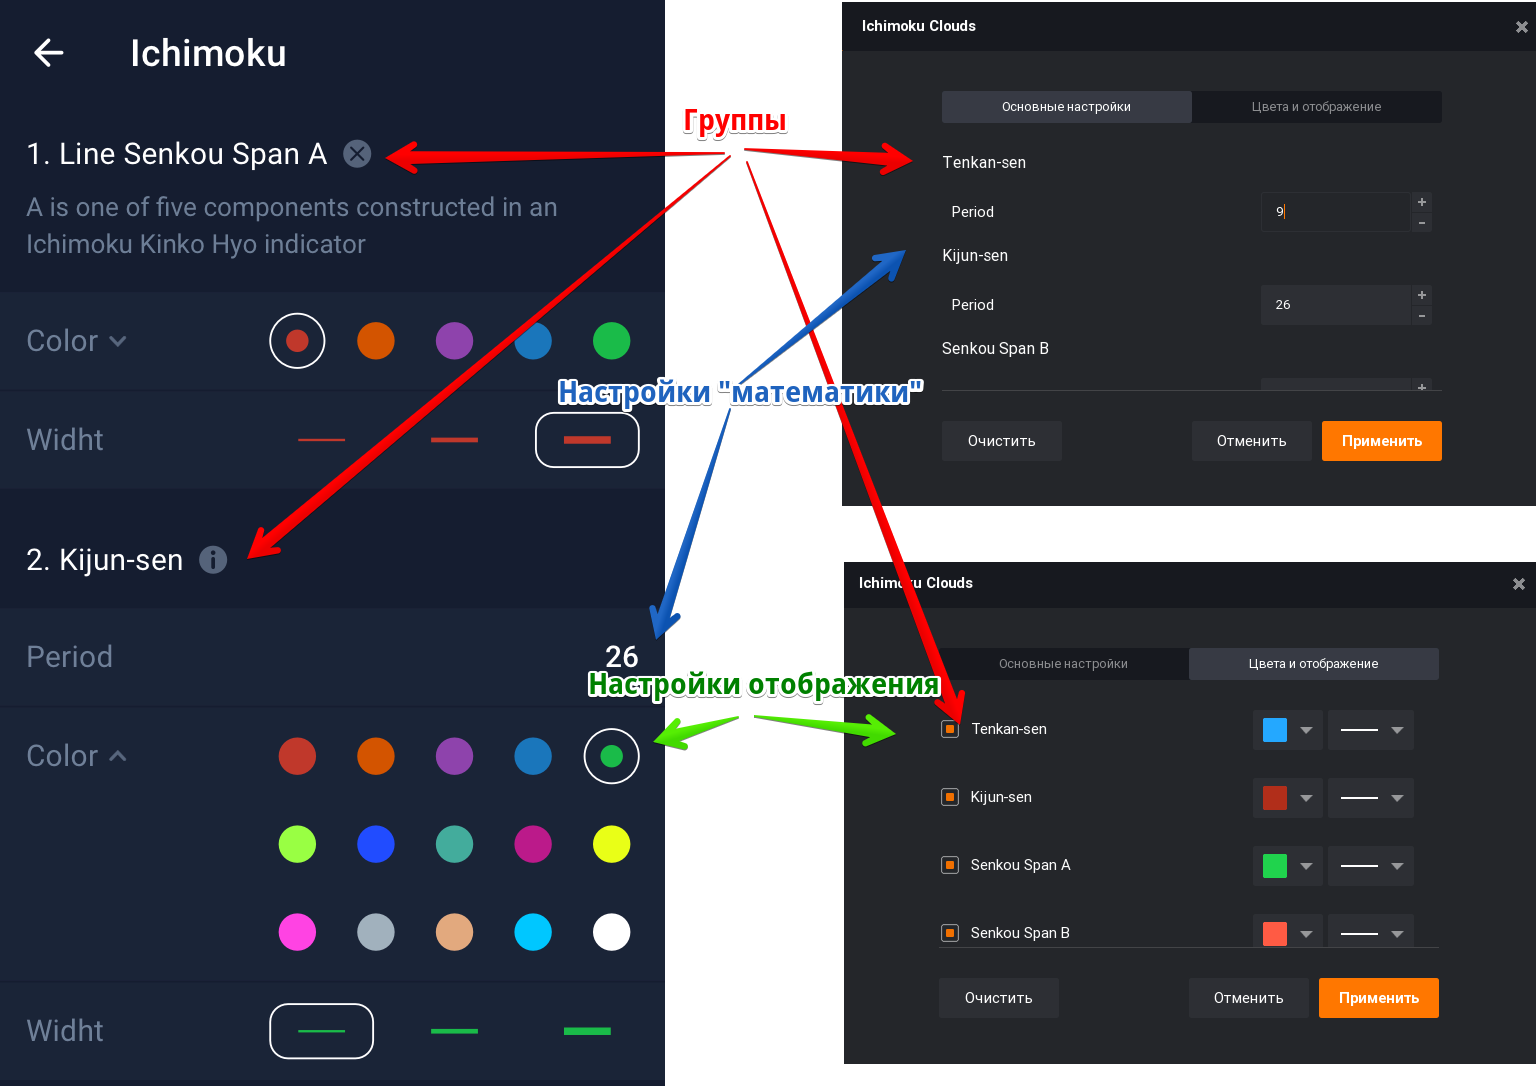 Ichimoku
1. Line Senkou Span A
A is one of five components constructed in an
Ichimoku Kinko Hyo indicator
Color
Widht
2. Kijun-sen
Period
26
Color
Widht
Группы
Настройки "математики"
Настройки отображения
Ichimoku Clouds
Основные настройки
Цвета и отображение
Tenkan-sen
Period
9
Kijun-sen
Period
26
Senkou Span B
Очистить
Отменить
Применить
Ichimoku Clouds
Основные настройки
Цвета и отображение
Tenkan-sen
Kijun-sen
Senkou Span A
Senkou Span B
Очистить
Отменить
Применить